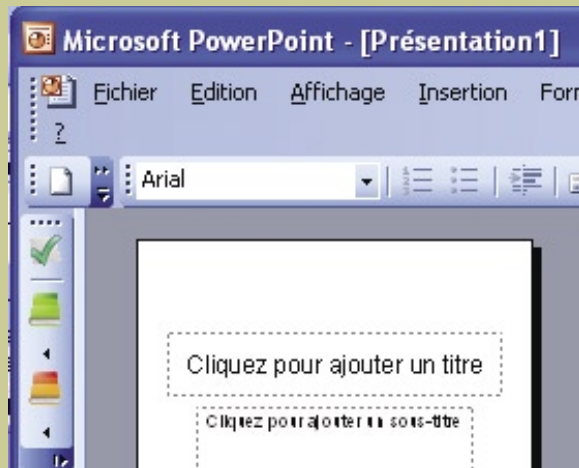 Microsoft PowerPoint - [Présentation1]
Fichier Edition Affichage Insertion Form
?
Arial
Cliquez pour ajouter un titre
Cliquez pour ajouter un sous-titre